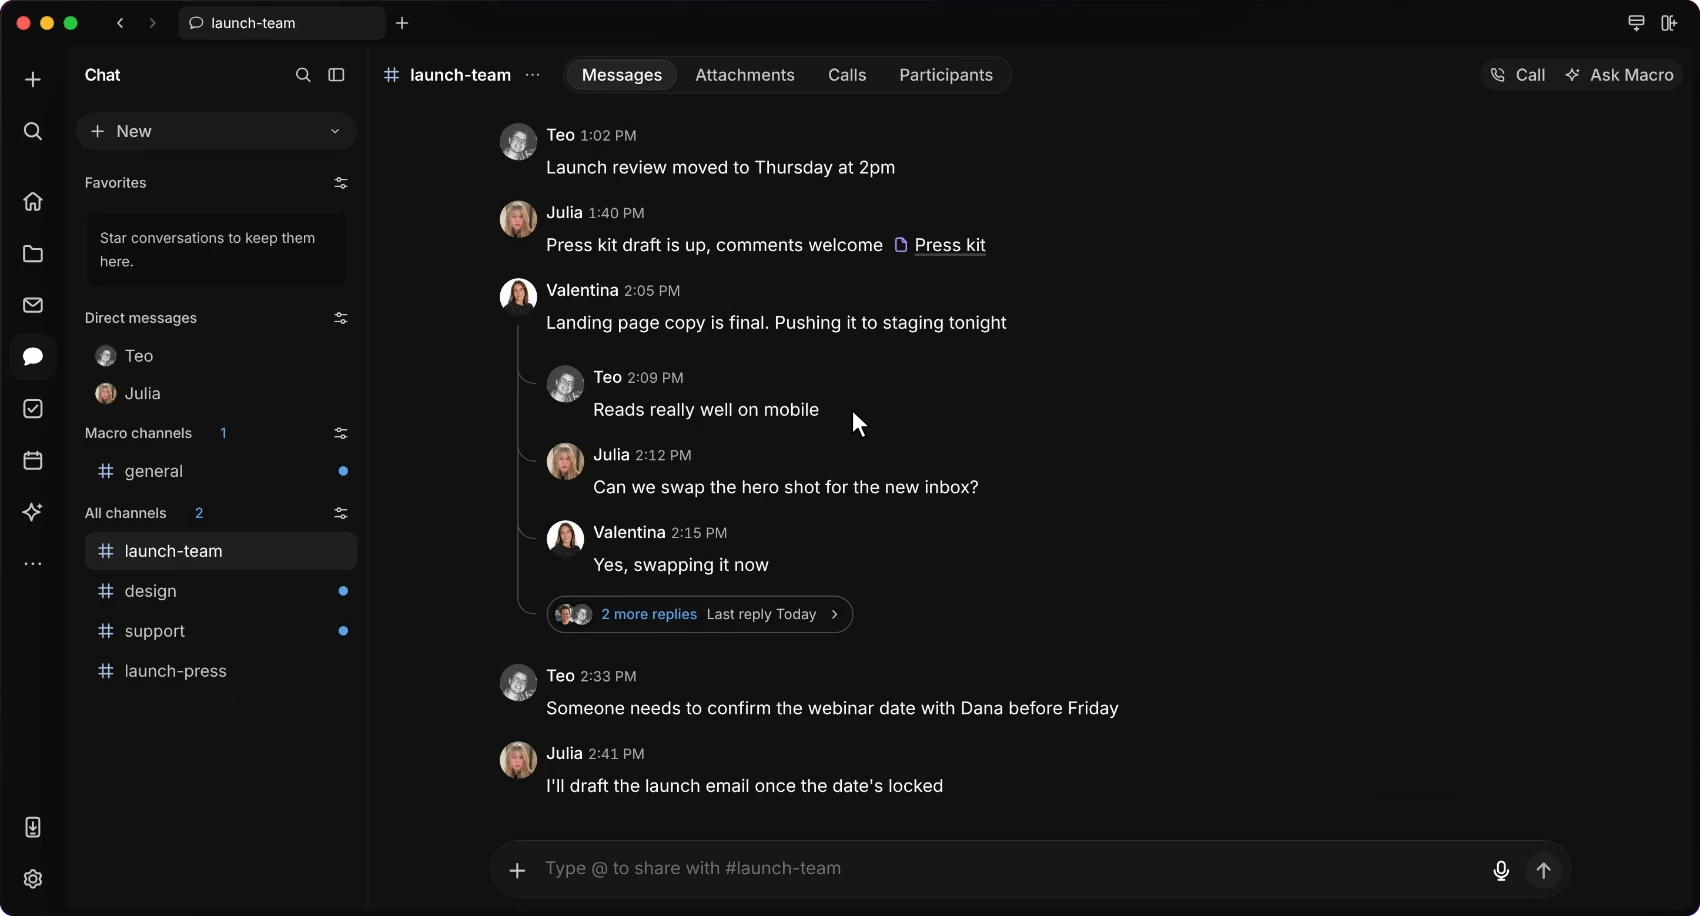 launch-team
Chat
New
Favorites
Star conversations to keep them
here.
Direct messages
Teo
Julia
Macro channels 1
# general
All channels 2
# launch-team
# design
# support
# launch-press
# launch-team ···
Messages Attachments Calls Participants
Call Ask Macro
Teo 1:02 PM
Launch review moved to Thursday at 2pm
Julia 1:40 PM
Press kit draft is up, comments welcome Press kit
Valentina 2:05 PM
Landing page copy is final. Pushing it to staging tonight
Teo 2:09 PM
Reads really well on mobile
Julia 2:12 PM
Can we swap the hero shot for the new inbox?
Valentina 2:15 PM
Yes, swapping it now
2 more replies Last reply Today
Teo 2:33 PM
Someone needs to confirm the webinar date with Dana before Friday
Julia 2:41 PM
I'll draft the launch email once the date's locked
Type @ to share with #launch-team